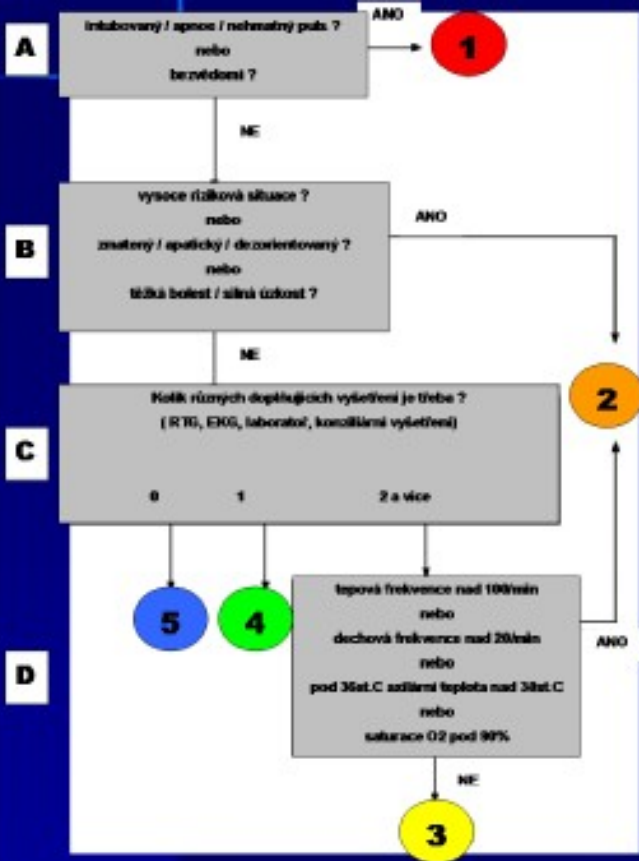 A
intubovaný / apnoe / nehmatný puls ?
nebo
bezvědomí ?
ANO
1
NE
B
vysoce riziková situace ?
nebo
zmatený / apatický / dezorientovaný ?
nebo
těžká bolest / silná úzkost ?
ANO
2
NE
C
Kolik různých doplňujících vyšetření je třeba ?
( RTG, EKG, laboratoř, konziliární vyšetření)
0 1 2 a více
5
4
D
tepová frekvence nad 100/min
nebo
dechová frekvence nad 20/min
nebo
pod 36st.C axilární teplota nad 38st.C
nebo
saturace O2 pod 90%
ANO
NE
3